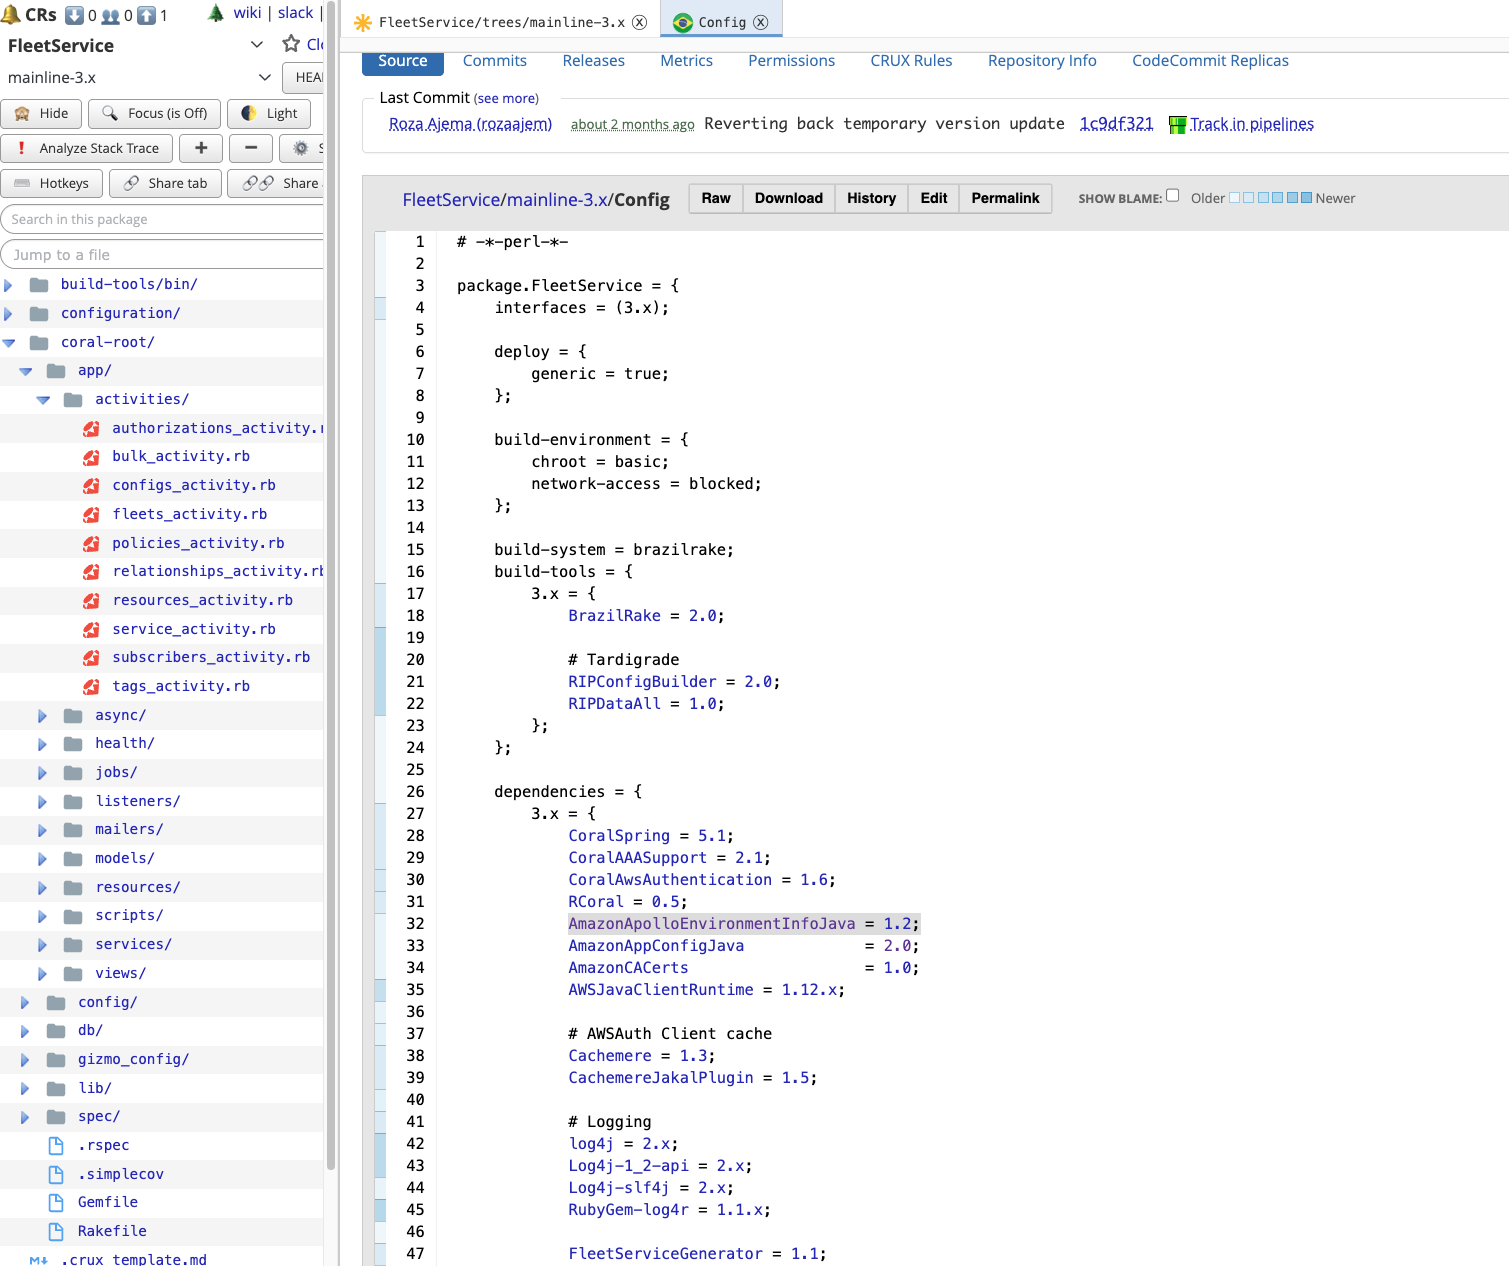 CRs 0 0 1 wiki | slack |
FleetService
mainline-3.x
Hide Focus (is Off) Light
Analyze Stack Trace + −
Hotkeys Share tab Share
Search in this package
Jump to a file
build-tools/bin/
configuration/
coral-root/
app/
activities/
authorizations_activity.
bulk_activity.rb
configs_activity.rb
fleets_activity.rb
policies_activity.rb
relationships_activity.rb
resources_activity.rb
service_activity.rb
subscribers_activity.rb
tags_activity.rb
async/
health/
jobs/
listeners/
mailers/
models/
resources/
scripts/
services/
views/
config/
db/
gizmo_config/
lib/
spec/
.rspec
.simplecov
Gemfile
Rakefile
.crux_template.md
FleetService/trees/mainline-3.x Config
Source Commits Releases Metrics Permissions CRUX Rules Repository Info CodeCommit Replicas
Last Commit (see more)
Roza Ajema (rozaajem) about 2 months ago Reverting back temporary version update 1c9df321 Track in pipelines
FleetService/mainline-3.x/Config Raw Download History Edit Permalink SHOW BLAME: Older Newer
1 # -*-perl-*-
2
3 package.FleetService = {
4 interfaces = (3.x);
5
6 deploy = {
7 generic = true;
8 };
9
10 build-environment = {
11 chroot = basic;
12 network-access = blocked;
13 };
14
15 build-system = brazilrake;
16 build-tools = {
17 3.x = {
18 BrazilRake = 2.0;
19
20 # Tardigrade
21 RIPConfigBuilder = 2.0;
22 RIPDataAll = 1.0;
23 };
24 };
25
26 dependencies = {
27 3.x = {
28 CoralSpring = 5.1;
29 CoralAAASupport = 2.1;
30 CoralAwsAuthentication = 1.6;
31 RCoral = 0.5;
32 AmazonApolloEnvironmentInfoJava = 1.2;
33 AmazonAppConfigJava = 2.0;
34 AmazonCACerts = 1.0;
35 AWSJavaClientRuntime = 1.12.x;
36
37 # AWSAuth Client cache
38 Cachemere = 1.3;
39 CachemereJakalPlugin = 1.5;
40
41 # Logging
42 log4j = 2.x;
43 Log4j-1_2-api = 2.x;
44 Log4j-slf4j = 2.x;
45 RubyGem-log4r = 1.1.x;
46
47 FleetServiceGenerator = 1.1;